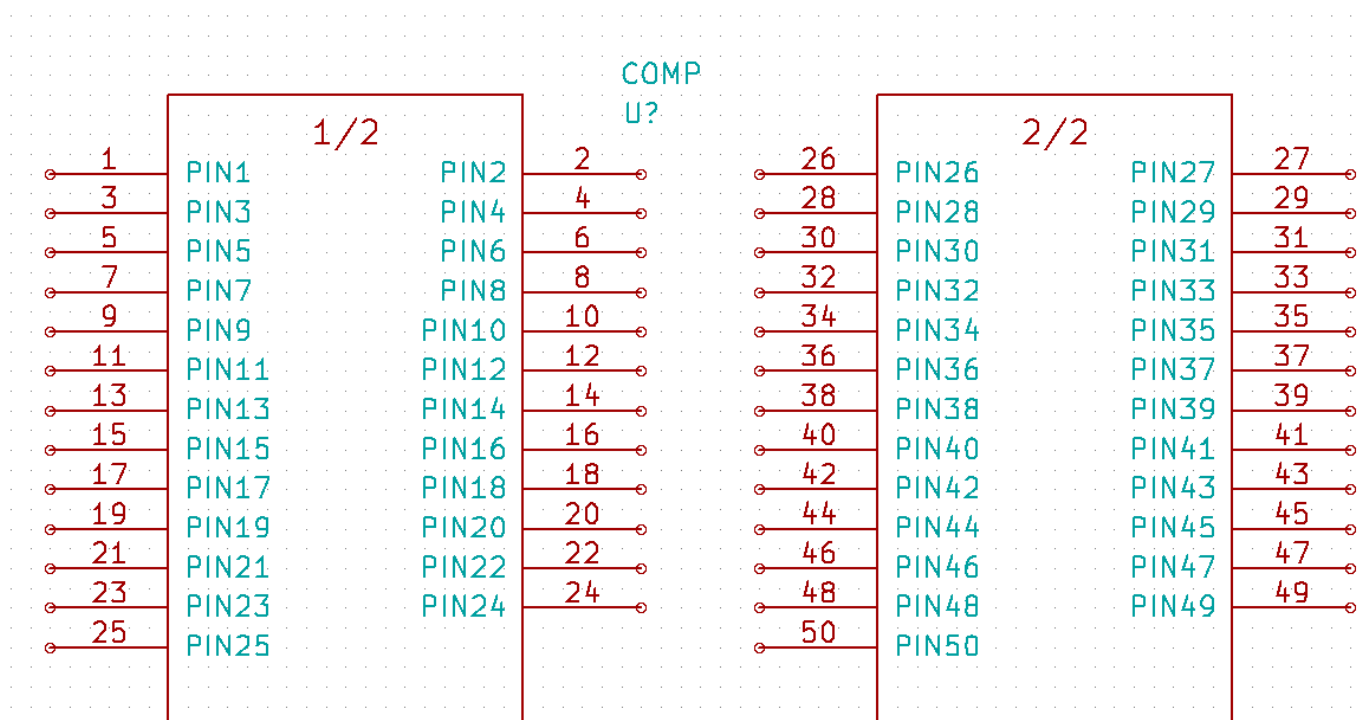 COMP
U?
1/2
1 PIN1 PIN2 2
3 PIN3 PIN4 4
5 PIN5 PIN6 6
7 PIN7 PIN8 8
9 PIN9 PIN10 10
11 PIN11 PIN12 12
13 PIN13 PIN14 14
15 PIN15 PIN16 16
17 PIN17 PIN18 18
19 PIN19 PIN20 20
21 PIN21 PIN22 22
23 PIN23 PIN24 24
25 PIN25
2/2
26 PIN26 PIN27 27
28 PIN28 PIN29 29
30 PIN30 PIN31 31
32 PIN32 PIN33 33
34 PIN34 PIN35 35
36 PIN36 PIN37 37
38 PIN38 PIN39 39
40 PIN40 PIN41 41
42 PIN42 PIN43 43
44 PIN44 PIN45 45
46 PIN46 PIN47 47
48 PIN48 PIN49 49
50 PIN50